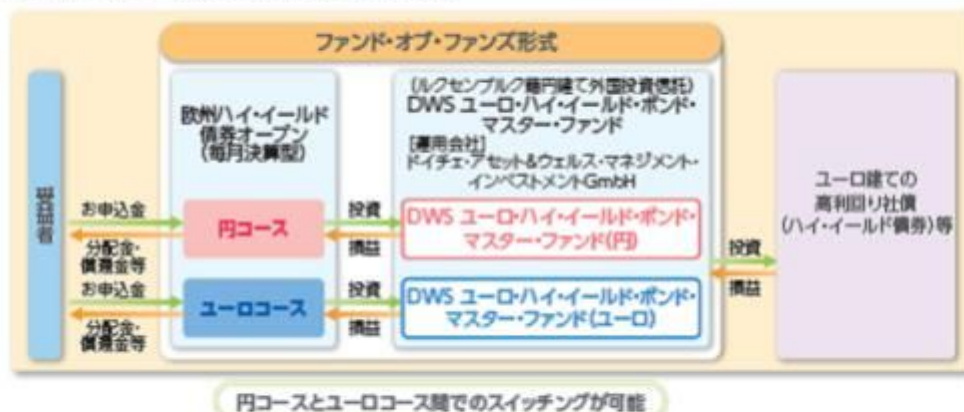 ファンド・オブ・ファンズ形式
受益者
お申込金
分配金・
償還金等
お申込金
分配金・
償還金等
欧州ハイ・イールド
債券オープン
(毎月決算型)
円コース
ユーロコース
投資
損益
投資
損益
(ルクセンブルク籍円建て外国投資信託)
DWS ユーロ・ハイ・イールド・ボンド・
マスター・ファンド
[運用会社]
ドイチェ・アセット&ウェルス・マネジメント・
インベストメントGmbH
DWS ユーロ・ハイ・イールド・ボンド・
マスター・ファンド(円)
DWS ユーロ・ハイ・イールド・ボンド・
マスター・ファンド(ユーロ)
投資
損益
ユーロ建ての
高利回り社債
(ハイ・イールド債券)等
円コースとユーロコース間でのスイッチングが可能